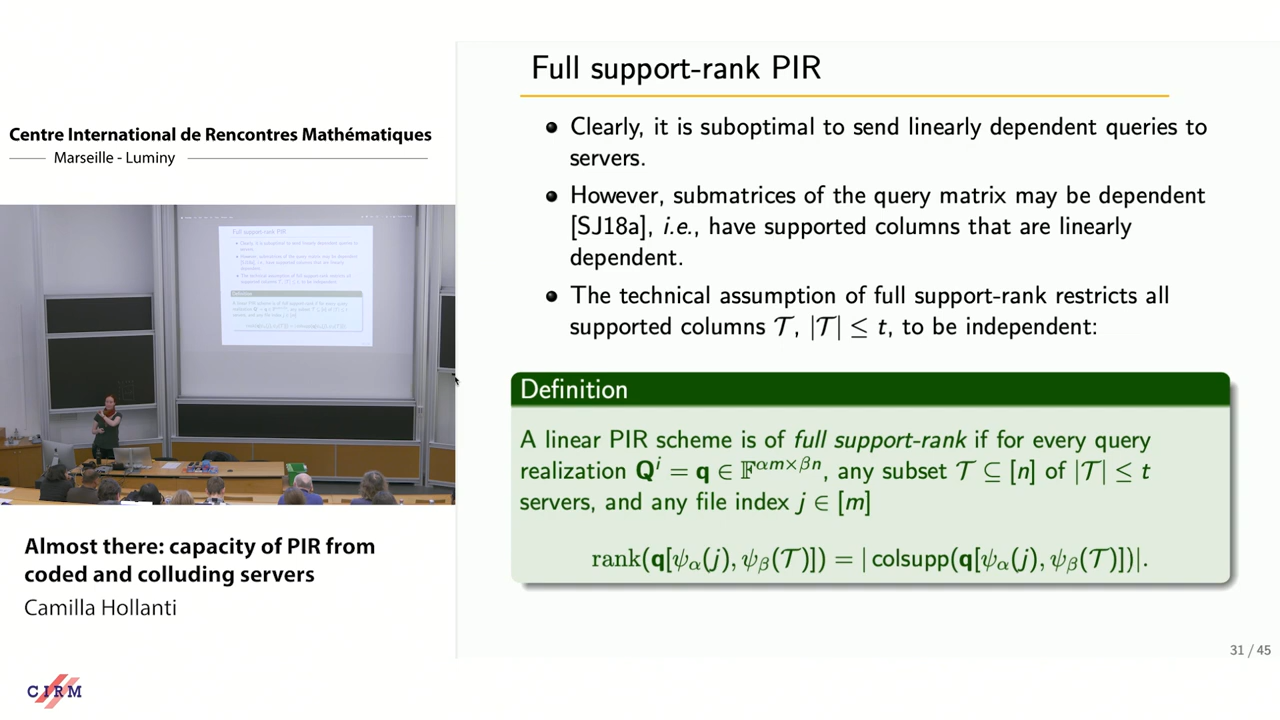 Centre International de Rencontres Mathématiques
Marseille - Luminy
Almost there: capacity of PIR from
coded and colluding servers
Camilla Hollanti
CIRM
Full support-rank PIR
• Clearly, it is suboptimal to send linearly dependent queries to
servers.
• However, submatrices of the query matrix may be dependent
[SJ18a], i.e., have supported columns that are linearly
dependent.
• The technical assumption of full support-rank restricts all
supported columns 𝒯, |𝒯| ≤ t, to be independent:
Definition
A linear PIR scheme is of full support-rank if for every query
realization Qⁱ = q ∈ 𝔽^{αm×βn}, any subset 𝒯 ⊆ [n] of |𝒯| ≤ t
servers, and any file index j ∈ [m]
rank(q[ψ_α(j), ψ_β(𝒯)]) = | colsupp(q[ψ_α(j), ψ_β(𝒯)])|.
31 / 45